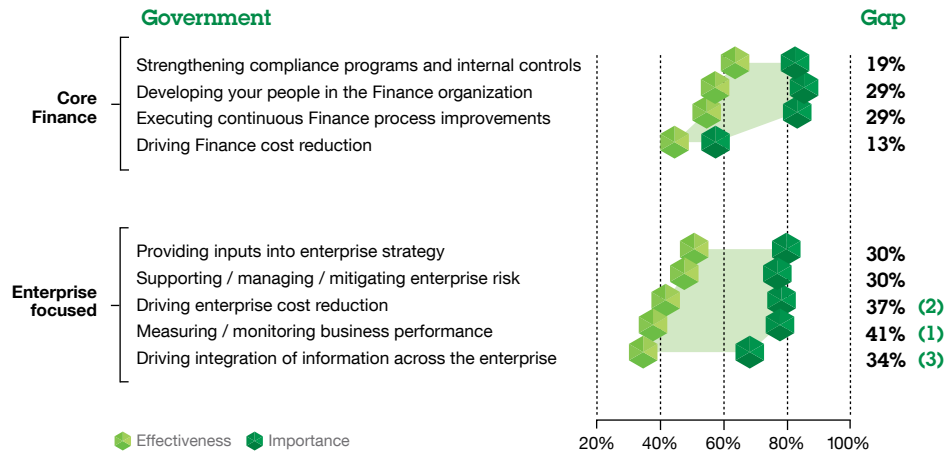 Government Gap
Core
Finance
Strengthening compliance programs and internal controls 19%
Developing your people in the Finance organization 29%
Executing continuous Finance process improvements 29%
Driving Finance cost reduction 13%
Enterprise
focused
Providing inputs into enterprise strategy 30%
Supporting / managing / mitigating enterprise risk 30%
Driving enterprise cost reduction 37% (2)
Measuring / monitoring business performance 41% (1)
Driving integration of information across the enterprise 34% (3)
Effectiveness Importance
20% 40% 60% 80% 100%